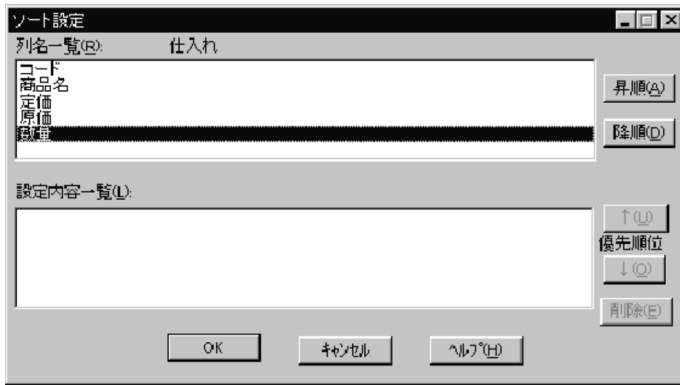 ソート設定
列名一覧(R): 仕入れ
コード
商品名
定価
原価
数量
昇順(A)
降順(D)
設定内容一覧(L):
↑(U)
優先順位
↓(O)
削除(E)
OK キャンセル ヘルプ(H)